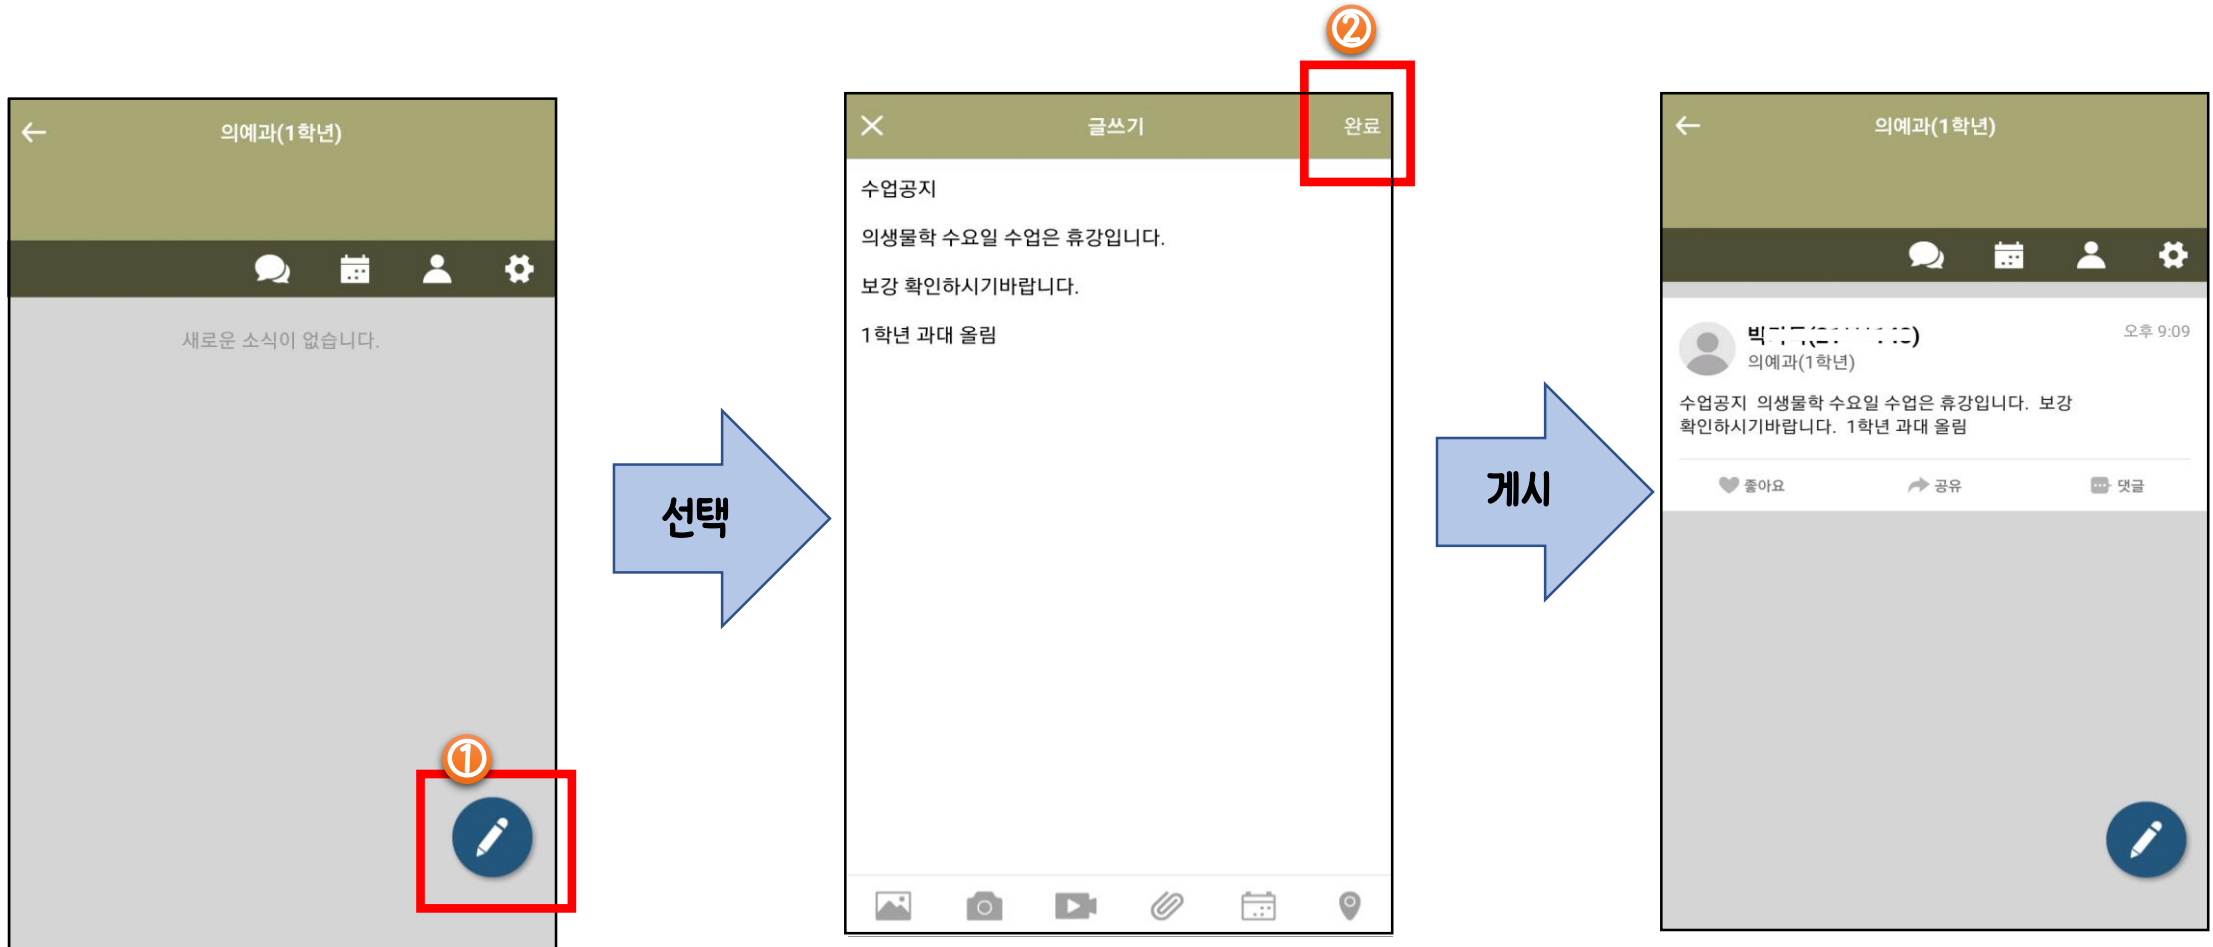 ②
①
의예과(1학년)
새로운 소식이 없습니다.
선택
글쓰기
완료
수업공지
의생물학 수요일 수업은 휴강입니다.
보강 확인하시기바랍니다.
1학년 과대 올림
게시
의예과(1학년)
오후 9:09
의예과(1학년)
수업공지 의생물학 수요일 수업은 휴강입니다. 보강
확인하시기바랍니다. 1학년 과대 올림
좋아요
공유
댓글